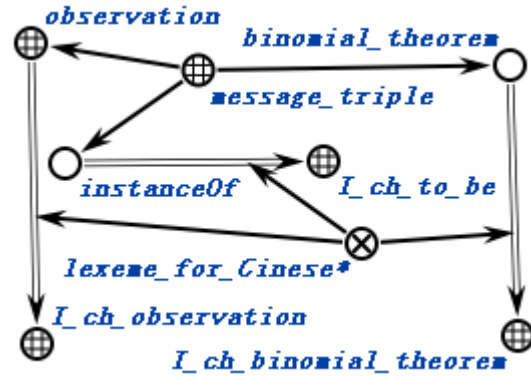 observation
binomial_theorem
message_triple
instanceOf
I_ch_to_be
lexeme_for_Cinese*
I_ch_observation
I_ch_binomial_theorem